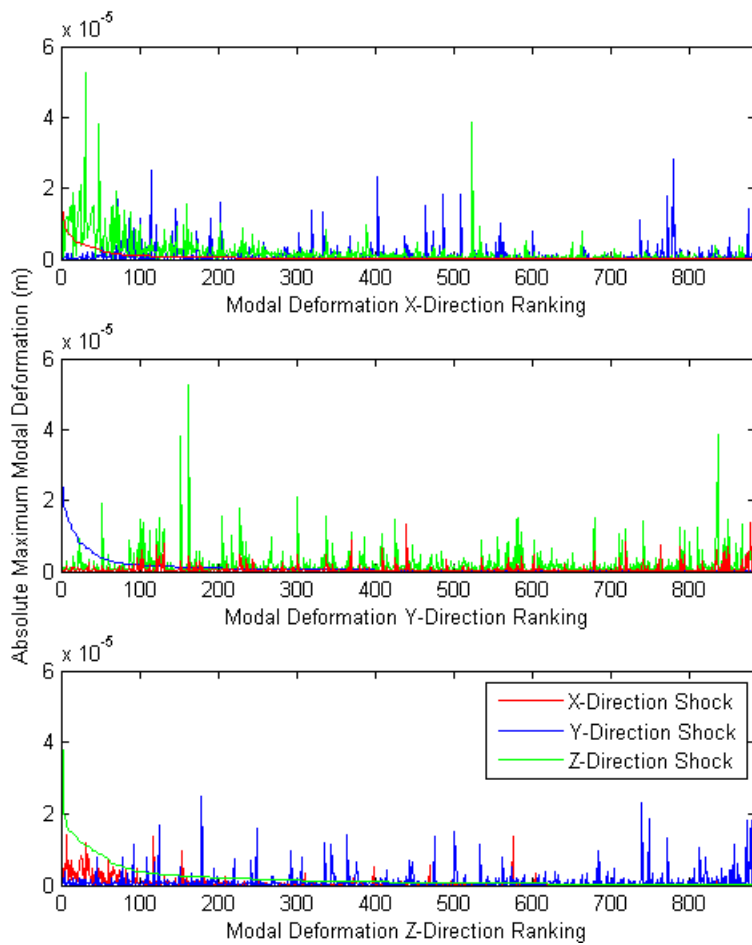 Absolute Maximum Modal Deformation (m)
x 10-5
6
4
2
0
0 100 200 300 400 500 600 700 800
Modal Deformation X-Direction Ranking
x 10-5
6
4
2
0
0 100 200 300 400 500 600 700 800
Modal Deformation Y-Direction Ranking
x 10-5
6
4
2
0
X-Direction Shock
Y-Direction Shock
Z-Direction Shock
0 100 200 300 400 500 600 700 800
Modal Deformation Z-Direction Ranking